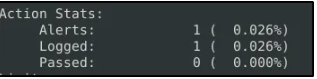 Action Stats:
Alerts: 1 ( 0.026%)
Logged: 1 ( 0.026%)
Passed: 0 ( 0.000%)